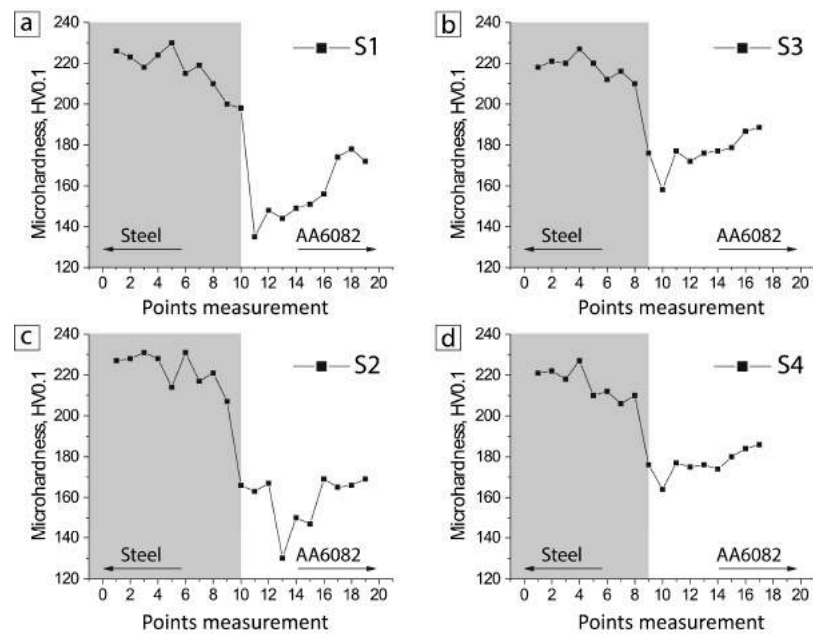 a
S1
Microhardness, HV0.1
240
220
200
180
160
140
120
Steel
AA6082
0 2 4 6 8 10 12 14 16 18 20
Points measurement
b
S3
Microhardness, HV0.1
240
220
200
180
160
140
120
Steel
AA6082
0 2 4 6 8 10 12 14 16 18 20
Points measurement
c
S2
Microhardness, HV0.1
240
220
200
180
160
140
120
Steel
AA6082
0 2 4 6 8 10 12 14 16 18 20
Points measurement
d
S4
Microhardness, HV0.1
240
220
200
180
160
140
120
Steel
AA6082
0 2 4 6 8 10 12 14 16 18 20
Points measurement